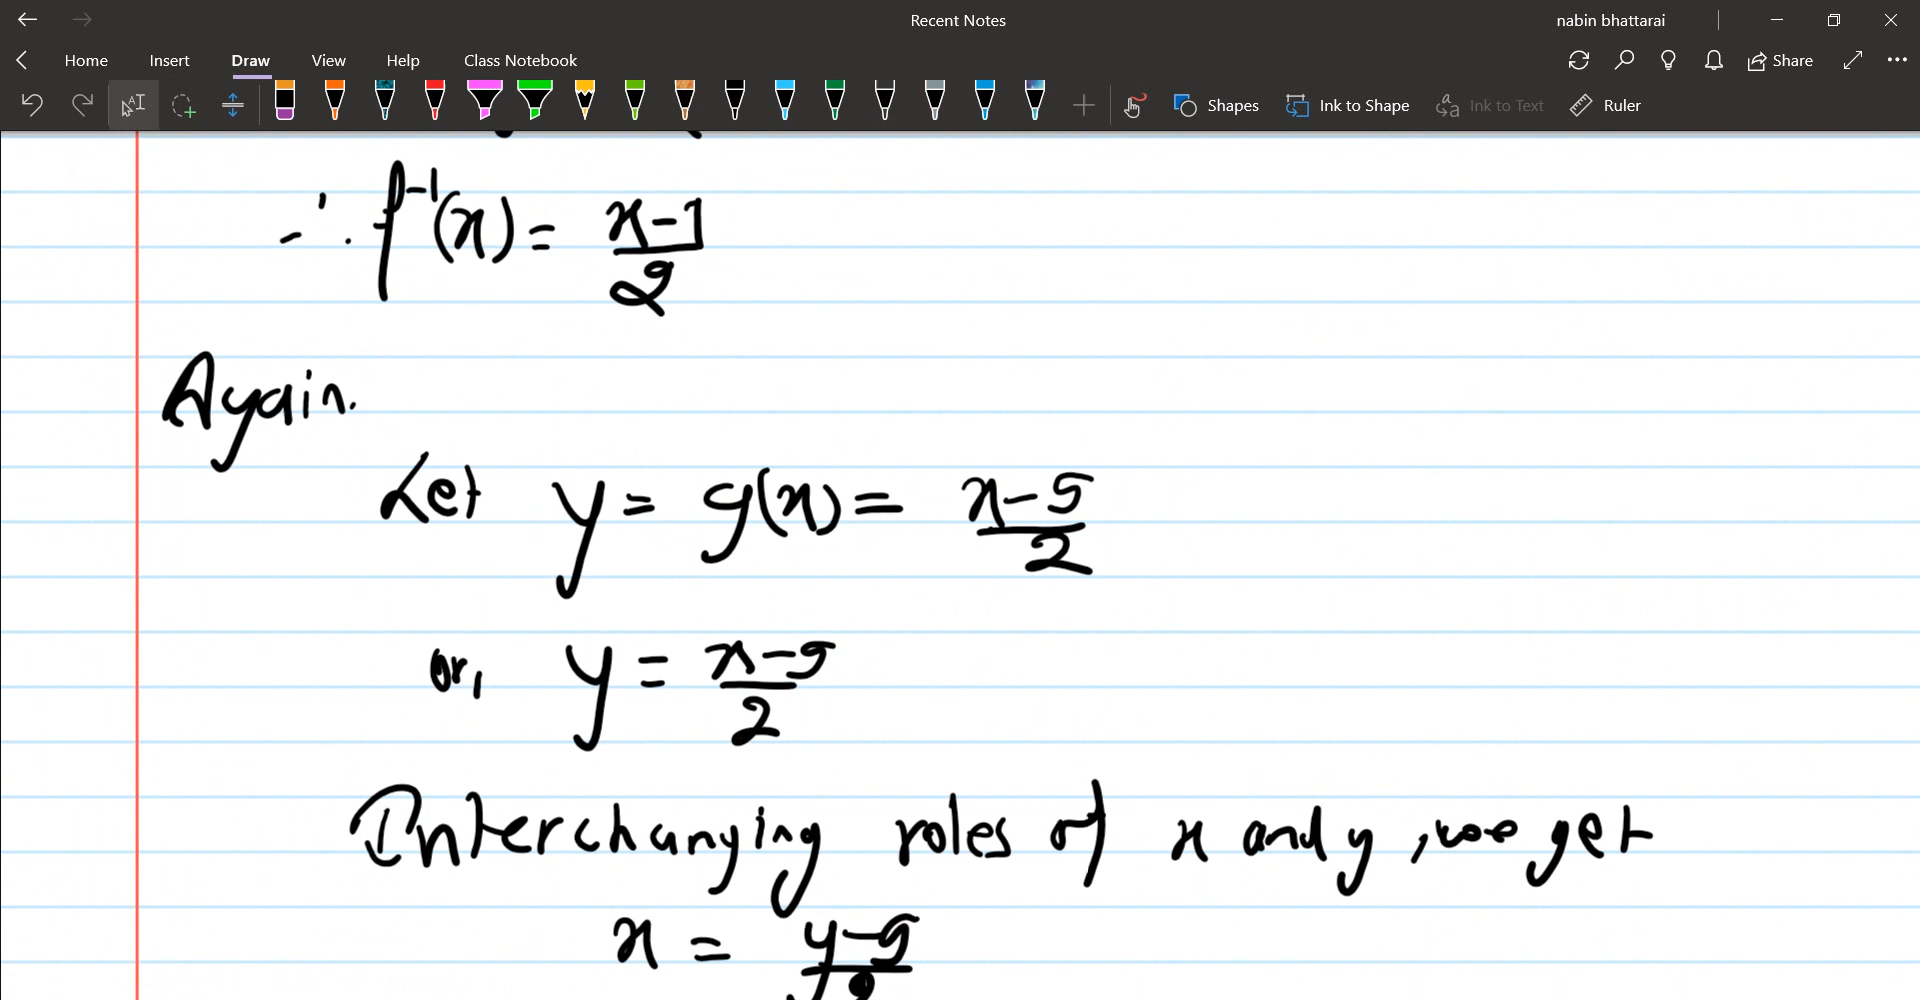 Recent Notes
nabin bhattarai
Home Insert Draw View Help Class Notebook
Share
Shapes Ink to Shape Ink to Text Ruler
∴ f⁻¹(x) = (x-1)/2
Again.
Let y = g(x) = (x-5)/2
or, y = (x-5)/2
Interchanging roles of x and y, we get
x = (y-5)/2